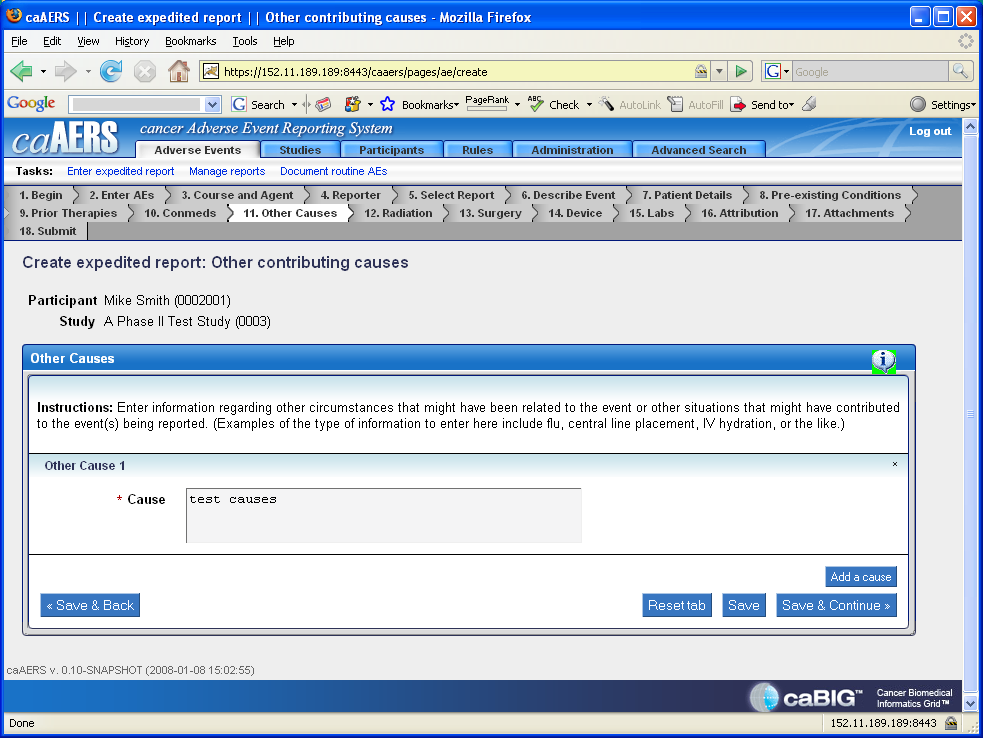 caAERS | | Create expedited report | | Other contributing causes - Mozilla Firefox
File Edit View History Bookmarks Tools Help
https://152.11.189.189:8443/caaers/pages/ae/create
G Google
Google G Search Bookmarks PageRank ABC Check AutoLink AutoFill Send to Settings
caAERS cancer Adverse Event Reporting System Log out
Adverse Events Studies Participants Rules Administration Advanced Search
Tasks: Enter expedited report Manage reports Document routine AEs
1. Begin 2. Enter AEs 3. Course and Agent 4. Reporter 5. Select Report 6. Describe Event 7. Patient Details 8. Pre-existing Conditions
9. Prior Therapies 10. Conmeds 11. Other Causes 12. Radiation 13. Surgery 14. Device 15. Labs 16. Attribution 17. Attachments
18. Submit
Create expedited report: Other contributing causes
Participant Mike Smith (0002001)
Study A Phase II Test Study (0003)
Other Causes i
Instructions: Enter information regarding other circumstances that might have been related to the event or other situations that might have contributed
to the event(s) being reported. (Examples of the type of information to enter here include flu, central line placement, IV hydration, or the like.)
Other Cause 1 ×
* Cause test causes
Add a cause
« Save & Back Reset tab Save Save & Continue »
caAERS v. 0.10-SNAPSHOT (2008-01-08 15:02:55)
caBIG™ Cancer Biomedical
Informatics Grid™
Done 152.11.189.189:8443